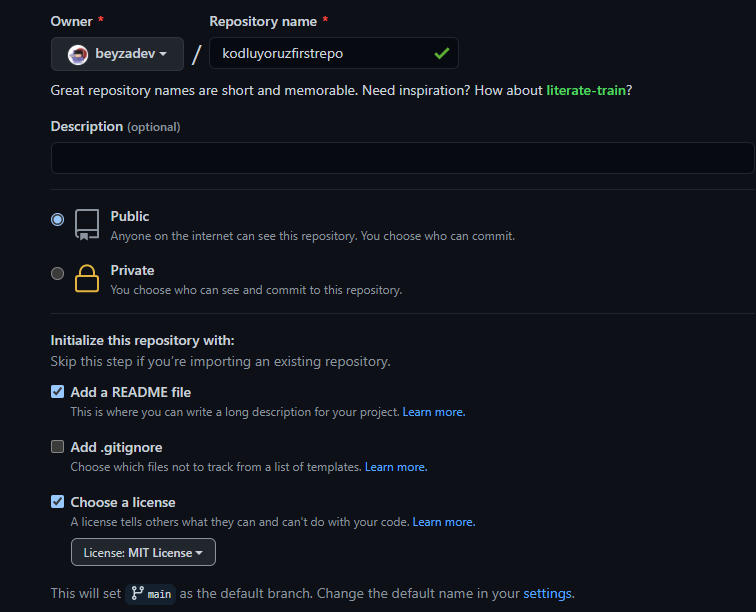 Owner * Repository name *
beyzadev / kodluyoruzfirstrepo
Great repository names are short and memorable. Need inspiration? How about literate-train?
Description (optional)
Public
Anyone on the internet can see this repository. You choose who can commit.
Private
You choose who can see and commit to this repository.
Initialize this repository with:
Skip this step if you’re importing an existing repository.
Add a README file
This is where you can write a long description for your project. Learn more.
Add .gitignore
Choose which files not to track from a list of templates. Learn more.
Choose a license
A license tells others what they can and can't do with your code. Learn more.
License: MIT License
This will set main as the default branch. Change the default name in your settings.